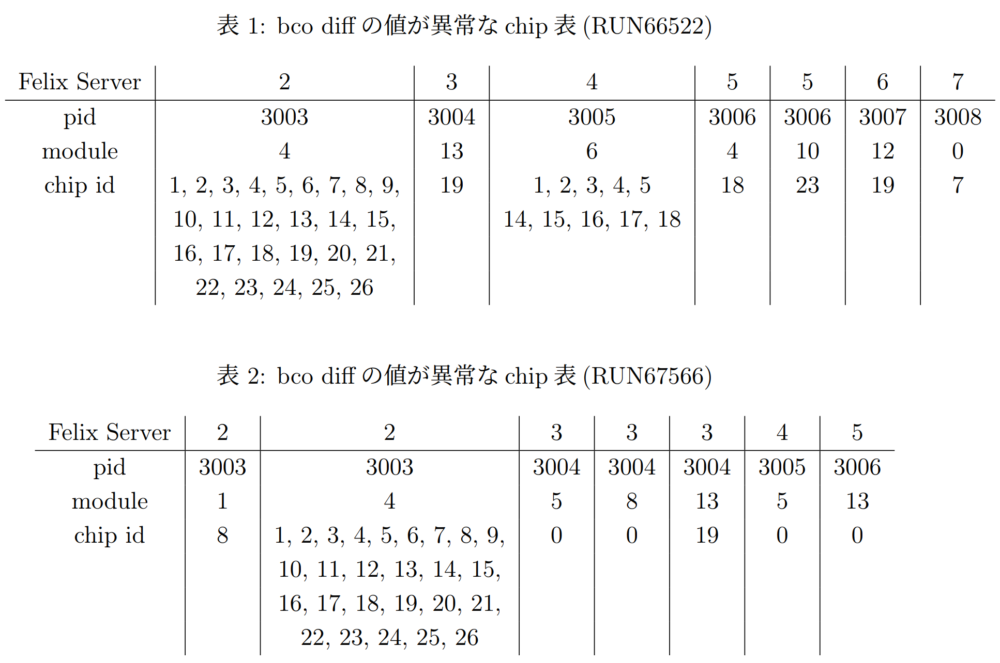 表 1: bco diff の値が異常な chip 表 (RUN66522)
Felix Server 2 3 4 5 5 6 7
pid 3003 3004 3005 3006 3006 3007 3008
module 4 13 6 4 10 12 0
chip id 1, 2, 3, 4, 5, 6, 7, 8, 9, 19 1, 2, 3, 4, 5 18 23 19 7
10, 11, 12, 13, 14, 15, 14, 15, 16, 17, 18
16, 17, 18, 19, 20, 21,
22, 23, 24, 25, 26
表 2: bco diff の値が異常な chip 表 (RUN67566)
Felix Server 2 2 3 3 3 4 5
pid 3003 3003 3004 3004 3004 3005 3006
module 1 4 5 8 13 5 13
chip id 8 1, 2, 3, 4, 5, 6, 7, 8, 9, 0 0 19 0 0
10, 11, 12, 13, 14, 15,
16, 17, 18, 19, 20, 21,
22, 23, 24, 25, 26